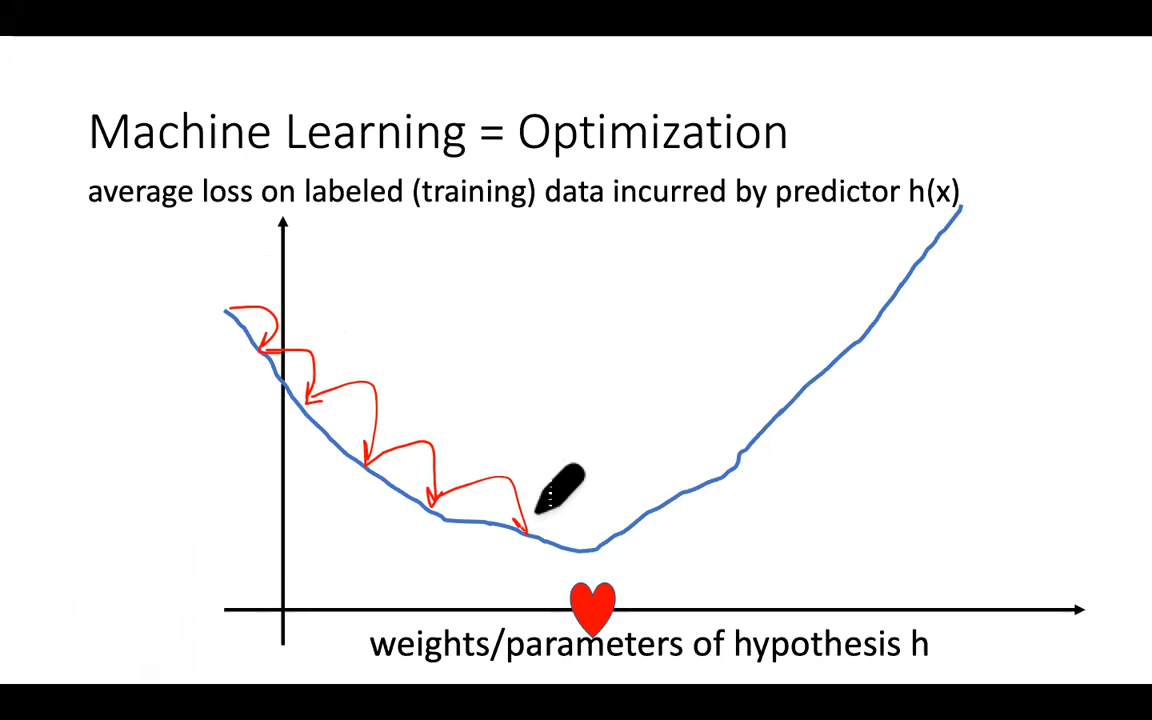 Machine Learning = Optimization
average loss on labeled (training) data incurred by predictor h(x)
weights/parameters of hypothesis h